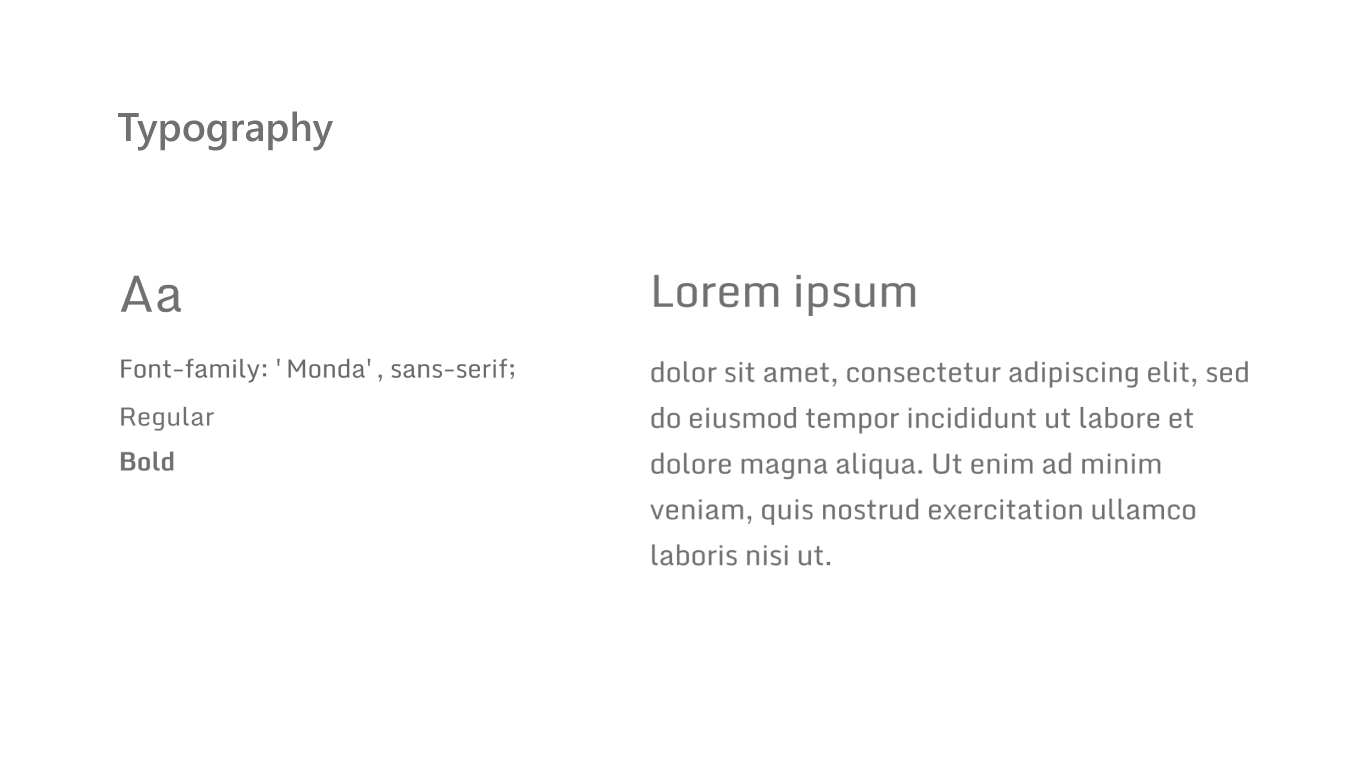 Typography
Aa
Font-family: 'Monda', sans-serif;
Regular
Bold
Lorem ipsum
dolor sit amet, consectetur adipiscing elit, sed
do eiusmod tempor incididunt ut labore et
dolore magna aliqua. Ut enim ad minim
veniam, quis nostrud exercitation ullamco
laboris nisi ut.